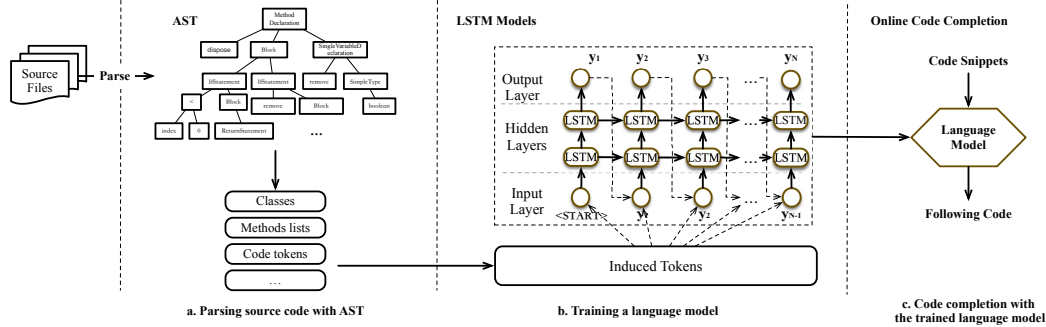 AST
LSTM Models
Online Code Completion
Source
Files
Parse
Method
Declaration
dispose
Block
SingleVariableD
eclaration
IfStatement
IfStatement
remove
SimpleType
<
Block
remove
Block
boolean
index
0
ReturnStatement
...
Classes
Methods lists
Code tokens
...
a. Parsing source code with AST
y1
y2
y3
yN
Output
Layer
...
LSTM
LSTM
LSTM
...
LSTM
Hidden
Layers
LSTM
LSTM
LSTM
...
LSTM
Input
Layer
...
<START>
y1
y2
yN-1
Induced Tokens
b. Training a language model
Code Snippets
Language
Model
Following Code
c. Code completion with
the trained language model